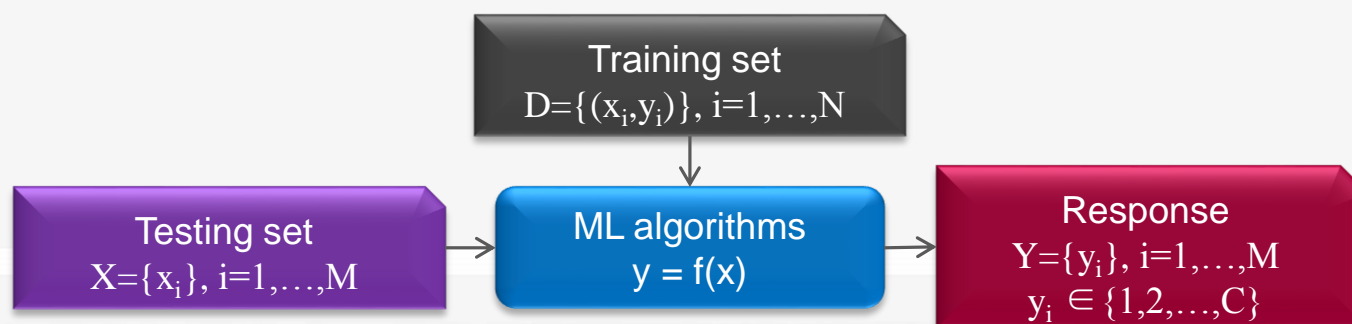 Training set
D={(xᵢ,yᵢ)}, i=1,…,N
Testing set
X={xᵢ}, i=1,…,M
ML algorithms
y = f(x)
Response
Y={yᵢ}, i=1,…,M
yᵢ ∈ {1,2,…,C}